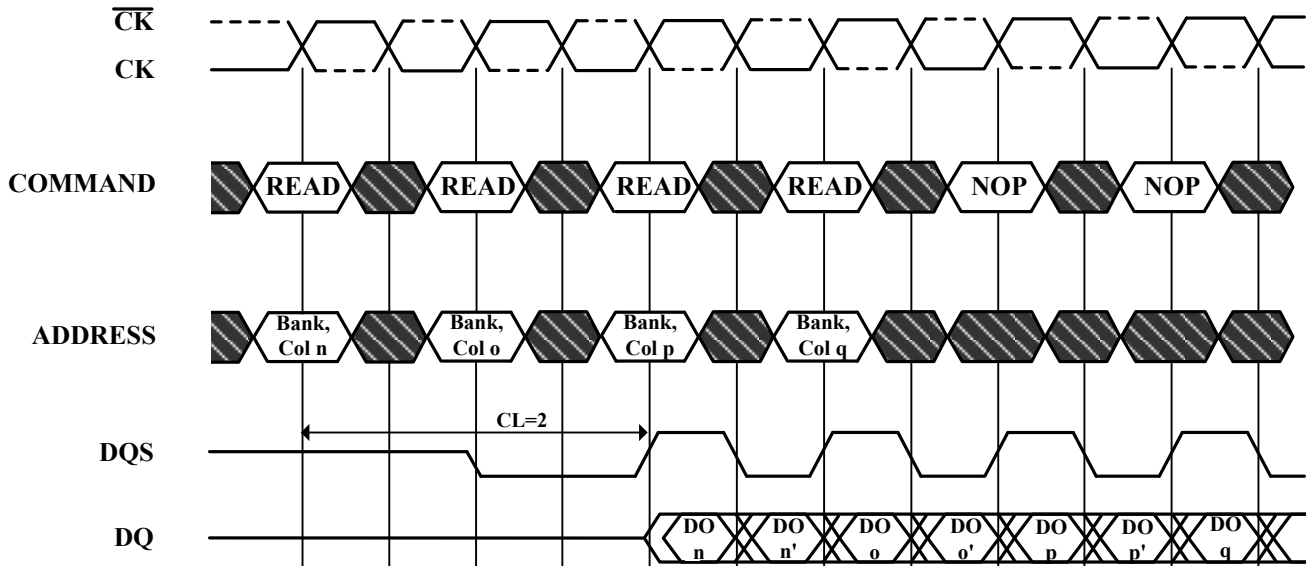 CK
CK
COMMAND READ READ READ READ NOP NOP
ADDRESS Bank, Col n Bank, Col o Bank, Col p Bank, Col q
CL=2
DQS
DQ DO n DO n' DO o DO o' DO p DO p' DO q